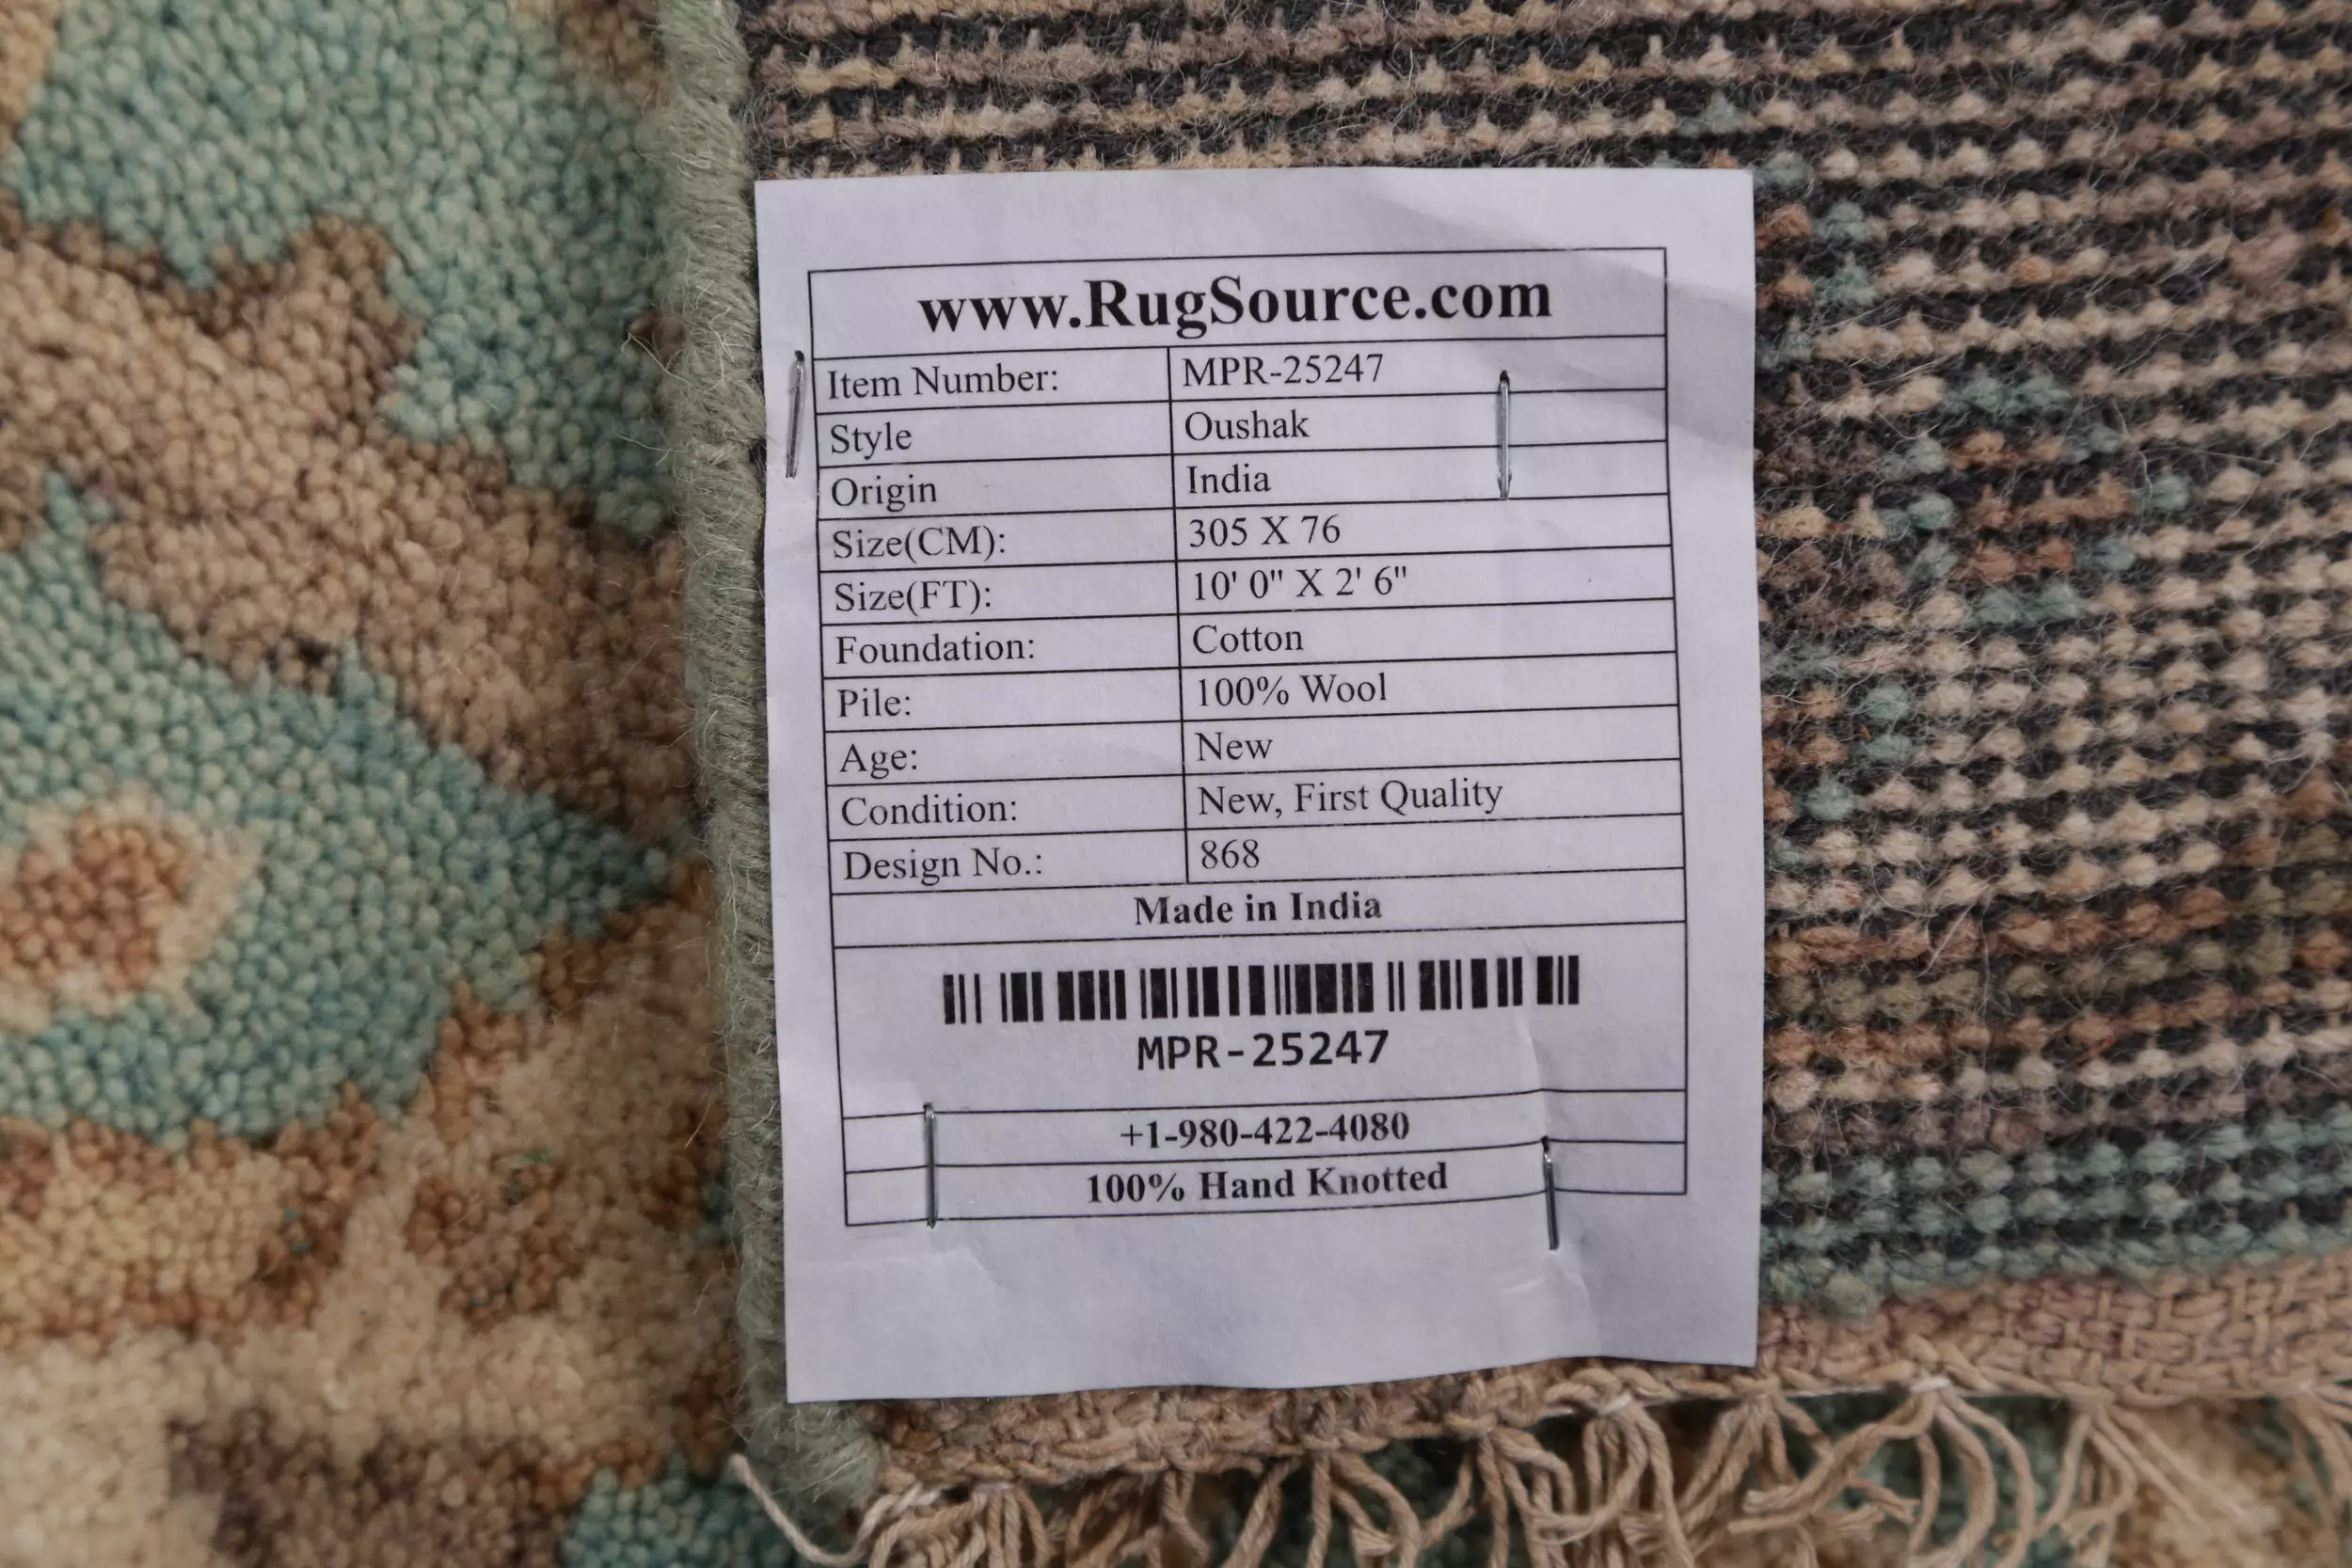 www.RugSource.com
Item Number: MPR-25247
Style Oushak
Origin India
Size(CM): 305 X 76
Size(FT): 10' 0" X 2' 6"
Foundation: Cotton
Pile: 100% Wool
Age: New
Condition: New, First Quality
Design No.: 868
Made in India
MPR-25247
+1-980-422-4080
100% Hand Knotted